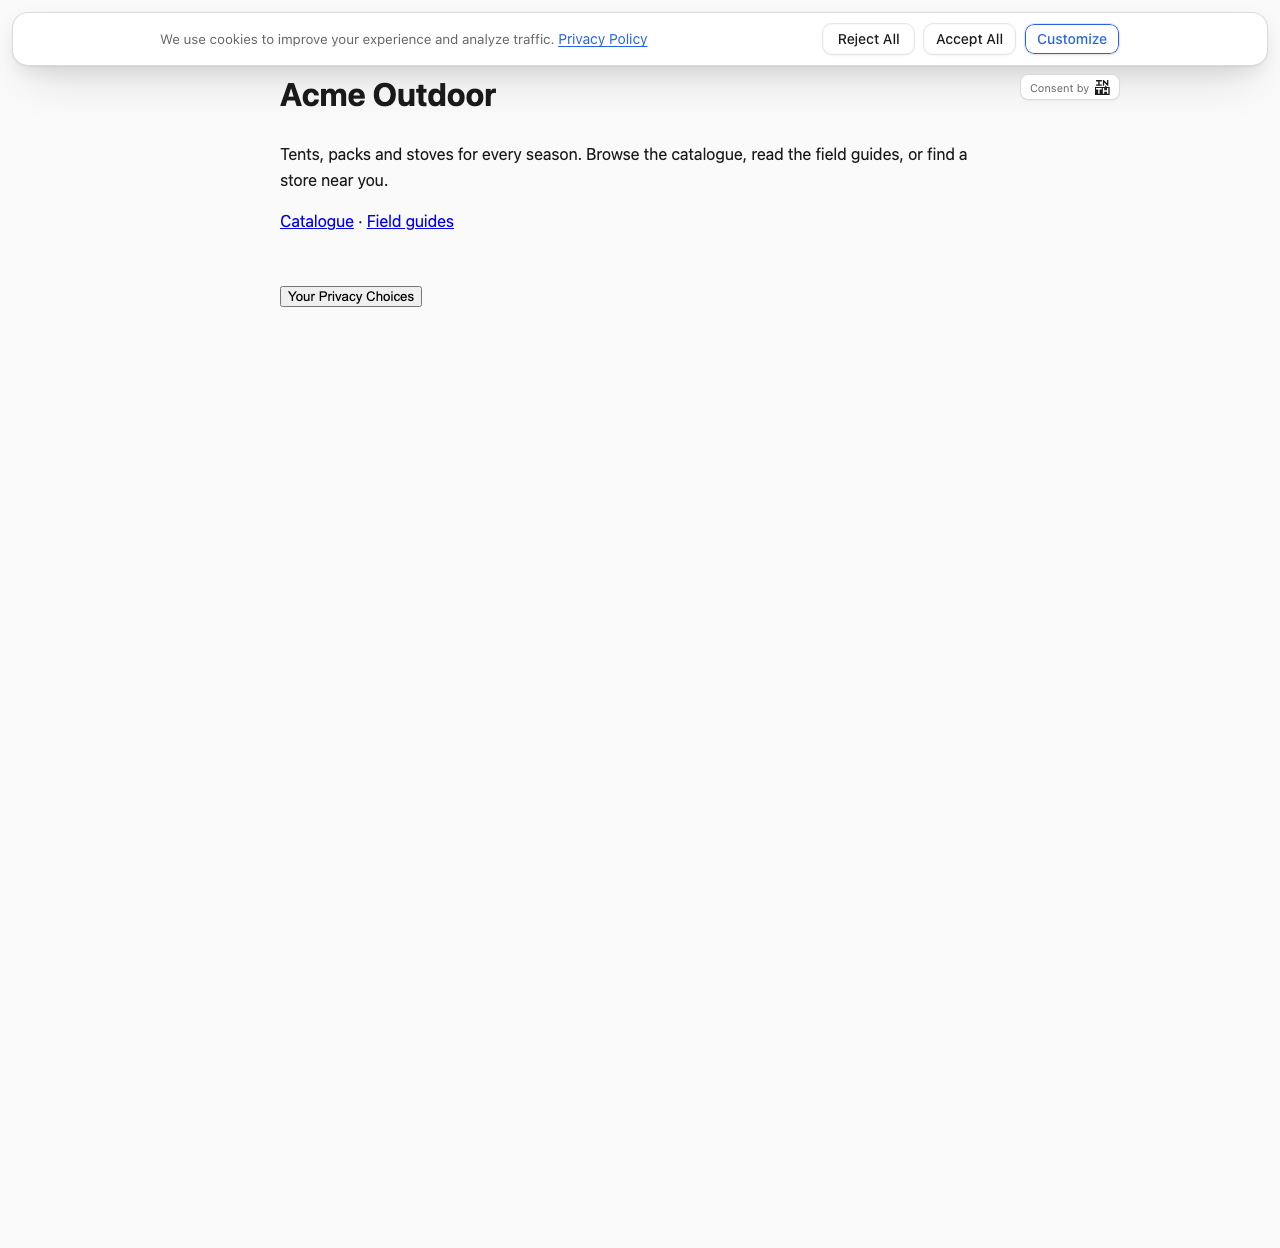 We use cookies to improve your experience and analyze traffic. Privacy Policy
Reject All
Accept All
Customize
Consent by INTH
Acme Outdoor
Tents, packs and stoves for every season. Browse the catalogue, read the field guides, or find a
store near you.
Catalogue · Field guides
Your Privacy Choices